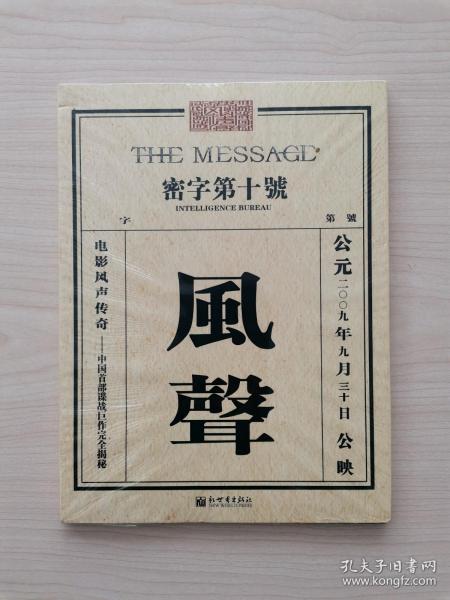 THE MESSAGE
密字第十號
INTELLIGENCE BUREAU
字
第 號
公元二〇〇九年九月三十日 公映
風聲
电影风声传奇——中国首部谍战巨作完全揭秘
新世界出版社
NEW WORLD PRESS
孔夫子旧书网
www.kongfz.com